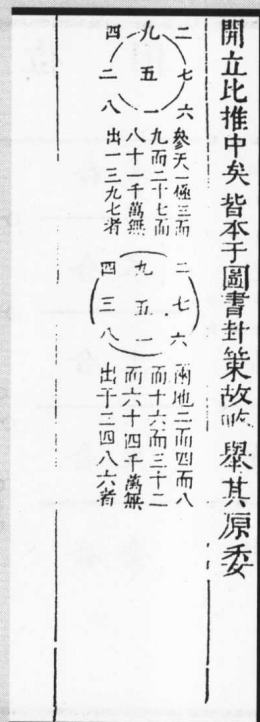 開立比推中矣 皆本于圖書封策故 舉其原委
二七六
九五一
四二八
參天一極三而
九而二十七而
八十一千萬無
出一三九七者
二七六
九五一
四三八
兩地二而四而八
而十六而三十二
而六十四千萬無
出于二四八六者